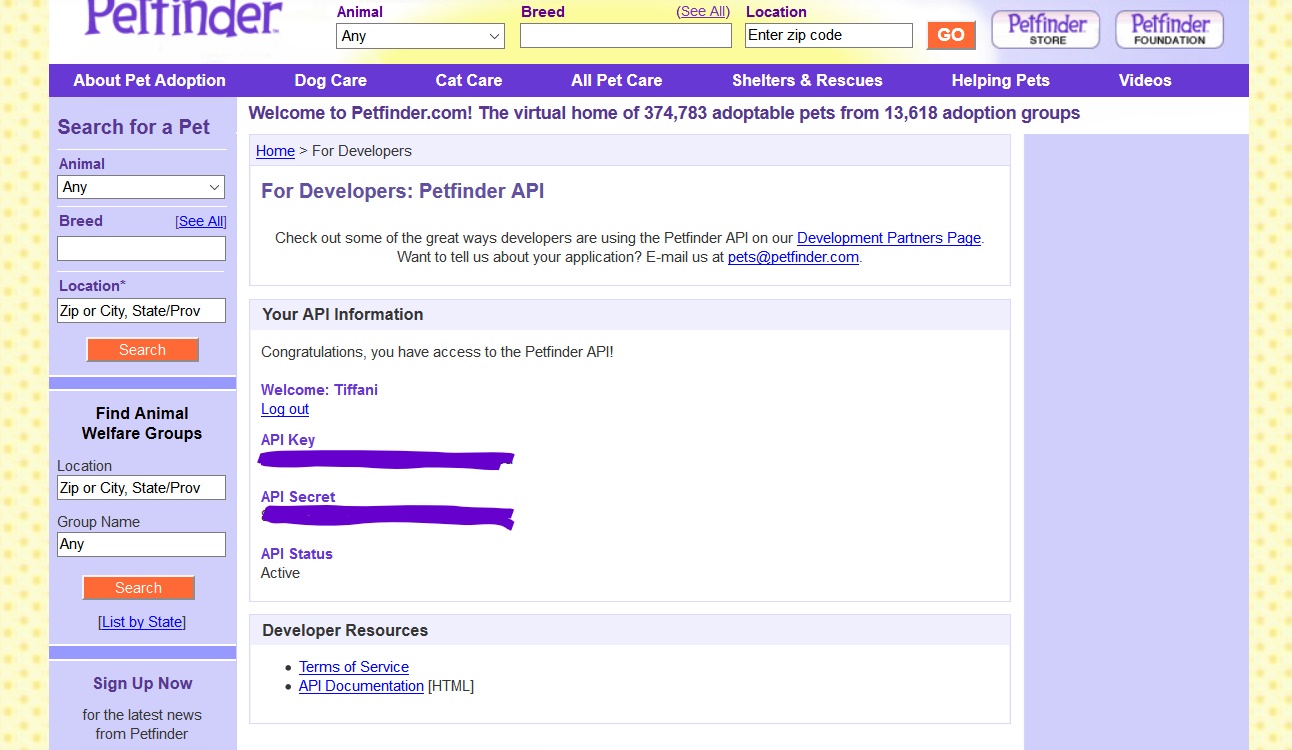 Petfinder
Animal
Any
Breed
(See All)
Location
Enter zip code
GO
Petfinder
STORE
Petfinder
FOUNDATION
About Pet Adoption
Dog Care
Cat Care
All Pet Care
Shelters & Rescues
Helping Pets
Videos
Search for a Pet
Animal
Any
Breed
[See All]
Location*
Zip or City, State/Prov
Search
Find Animal
Welfare Groups
Location
Zip or City, State/Prov
Group Name
Any
Search
[List by State]
Sign Up Now
for the latest news
from Petfinder
Welcome to Petfinder.com! The virtual home of 374,783 adoptable pets from 13,618 adoption groups
Home > For Developers
For Developers: Petfinder API
Check out some of the great ways developers are using the Petfinder API on our Development Partners Page.
Want to tell us about your application? E-mail us at pets@petfinder.com.
Your API Information
Congratulations, you have access to the Petfinder API!
Welcome: Tiffani
Log out
API Key
API Secret
API Status
Active
Developer Resources
• Terms of Service
• API Documentation [HTML]